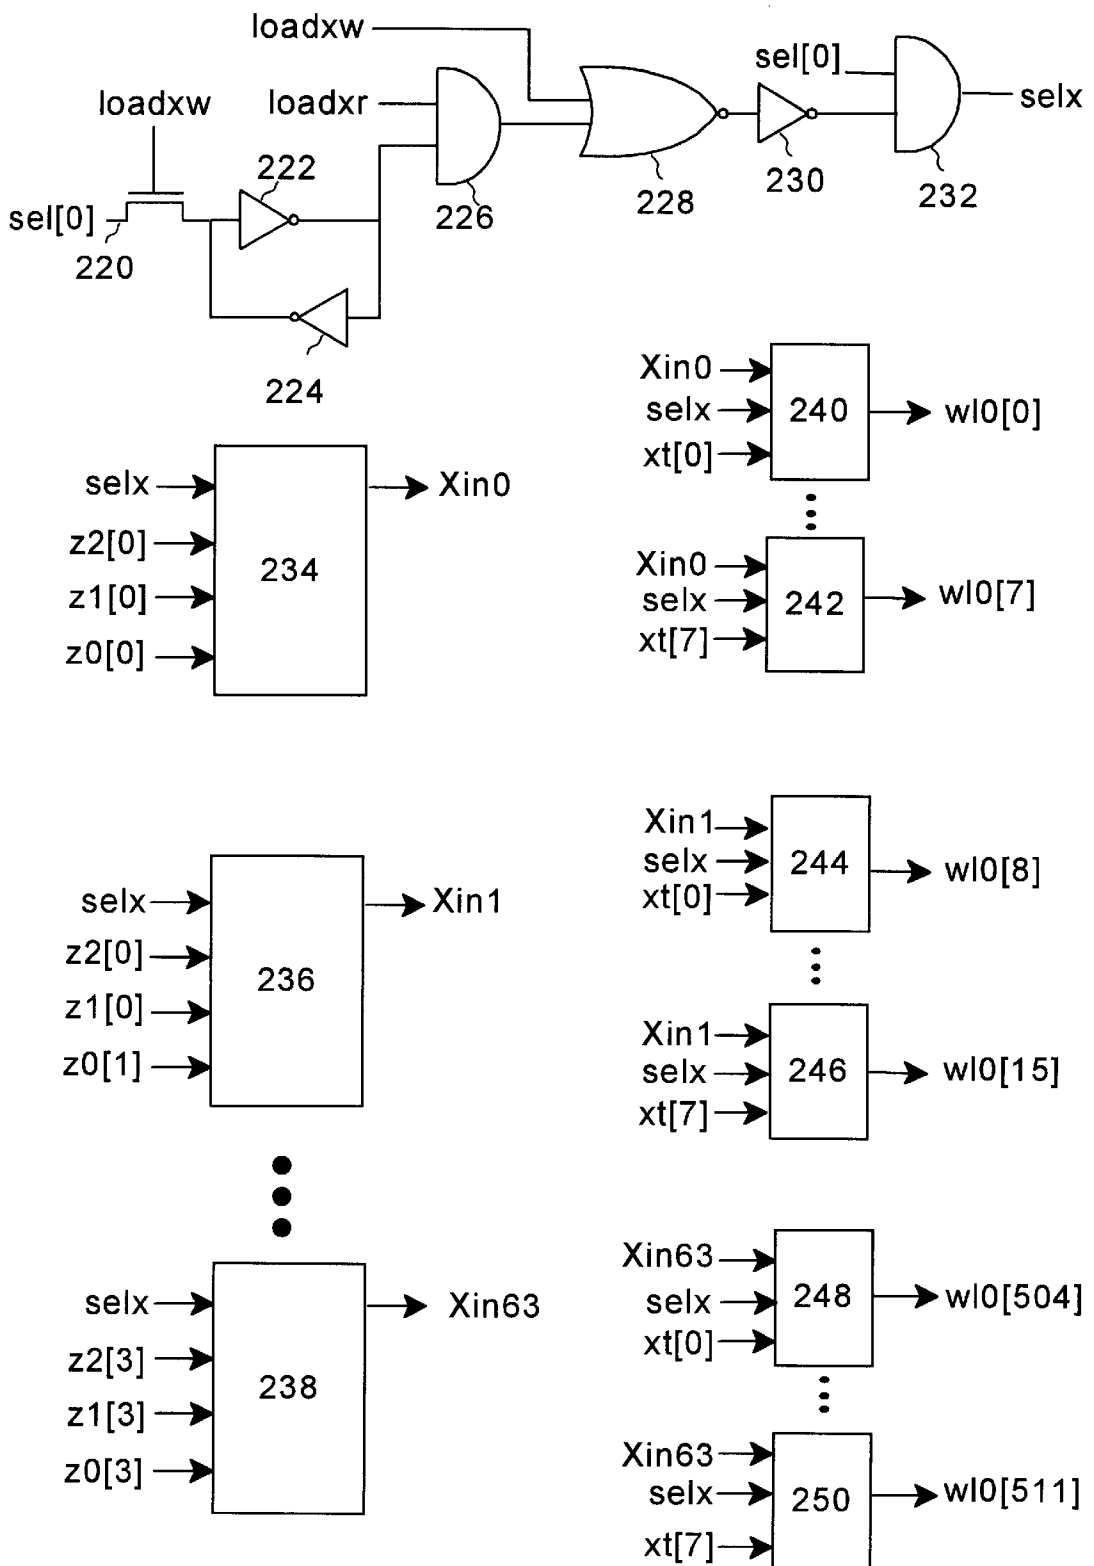 loadxw
sel[0]
loadxr
selx
loadxw
222
230
232
226
228
sel[0]
220
224
Xin0
selx
240
wl0[0]
xt[0]
selx
Xin0
z2[0]
234
z1[0]
z0[0]
Xin0
selx
242
wl0[7]
xt[7]
Xin1
selx
244
wl0[8]
xt[0]
selx
Xin1
z2[0]
236
z1[0]
z0[1]
Xin1
selx
246
wl0[15]
xt[7]
Xin63
selx
248
wl0[504]
xt[0]
selx
Xin63
z2[3]
238
z1[3]
z0[3]
Xin63
selx
250
wl0[511]
xt[7]